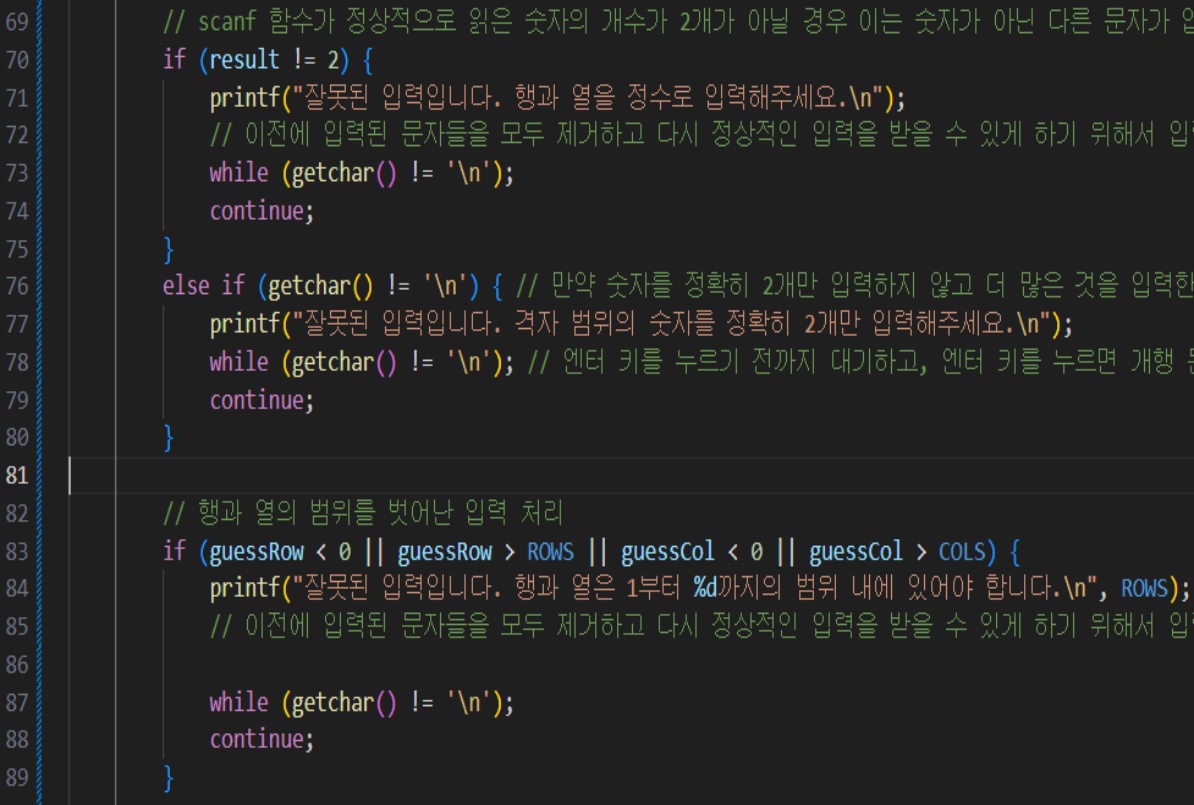 69 // scanf 함수가 정상적으로 읽은 숫자의 개수가 2개가 아닐 경우 이는 숫자가 아닌 다른 문자가
70 if (result != 2) {
71 printf("잘못된 입력입니다. 행과 열을 정수로 입력해주세요.\n");
72 // 이전에 입력된 문자들을 모두 제거하고 다시 정상적인 입력을 받을 수 있게 하기 위해서
73 while (getchar() != '\n');
74 continue;
75 }
76 else if (getchar() != '\n') { // 만약 숫자를 정확히 2개만 입력하지 않고 더 많은 것을 입력한
77 printf("잘못된 입력입니다. 격자 범위의 숫자를 정확히 2개만 입력해주세요.\n");
78 while (getchar() != '\n'); // 엔터 키를 누르기 전까지 대기하고, 엔터 키를 누르면 개행
79 continue;
80 }
81
82 // 행과 열의 범위를 벗어난 입력 처리
83 if (guessRow < 0 || guessRow > ROWS || guessCol < 0 || guessCol > COLS) {
84 printf("잘못된 입력입니다. 행과 열은 1부터 %d까지의 범위 내에 있어야 합니다.\n", ROWS);
85 // 이전에 입력된 문자들을 모두 제거하고 다시 정상적인 입력을 받을 수 있게 하기 위해서
86
87 while (getchar() != '\n');
88 continue;
89 }